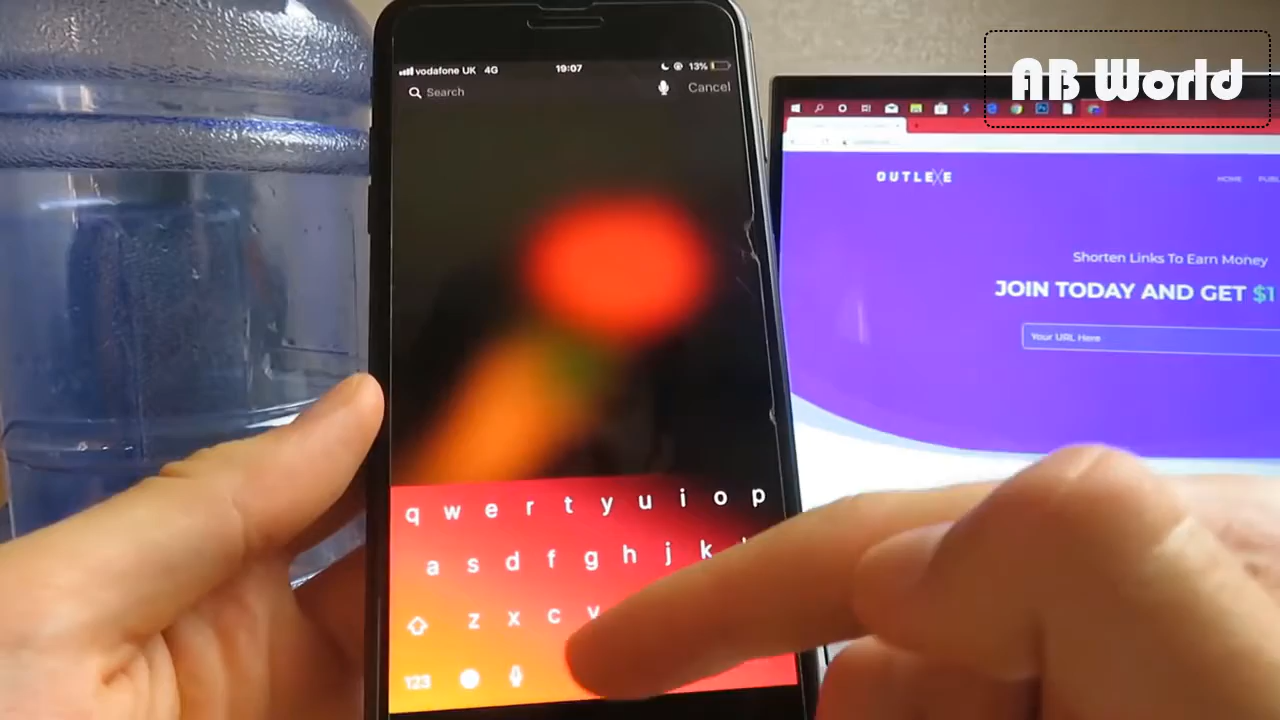 AB World
vodafone UK 4G 19:07 13%
Search Cancel
OUTLEXE
HOME
Shorten Links To Earn Money
JOIN TODAY AND GET $1
Your URL Here
q w e r t y u i o p
a s d f g h j k
z x c v
123